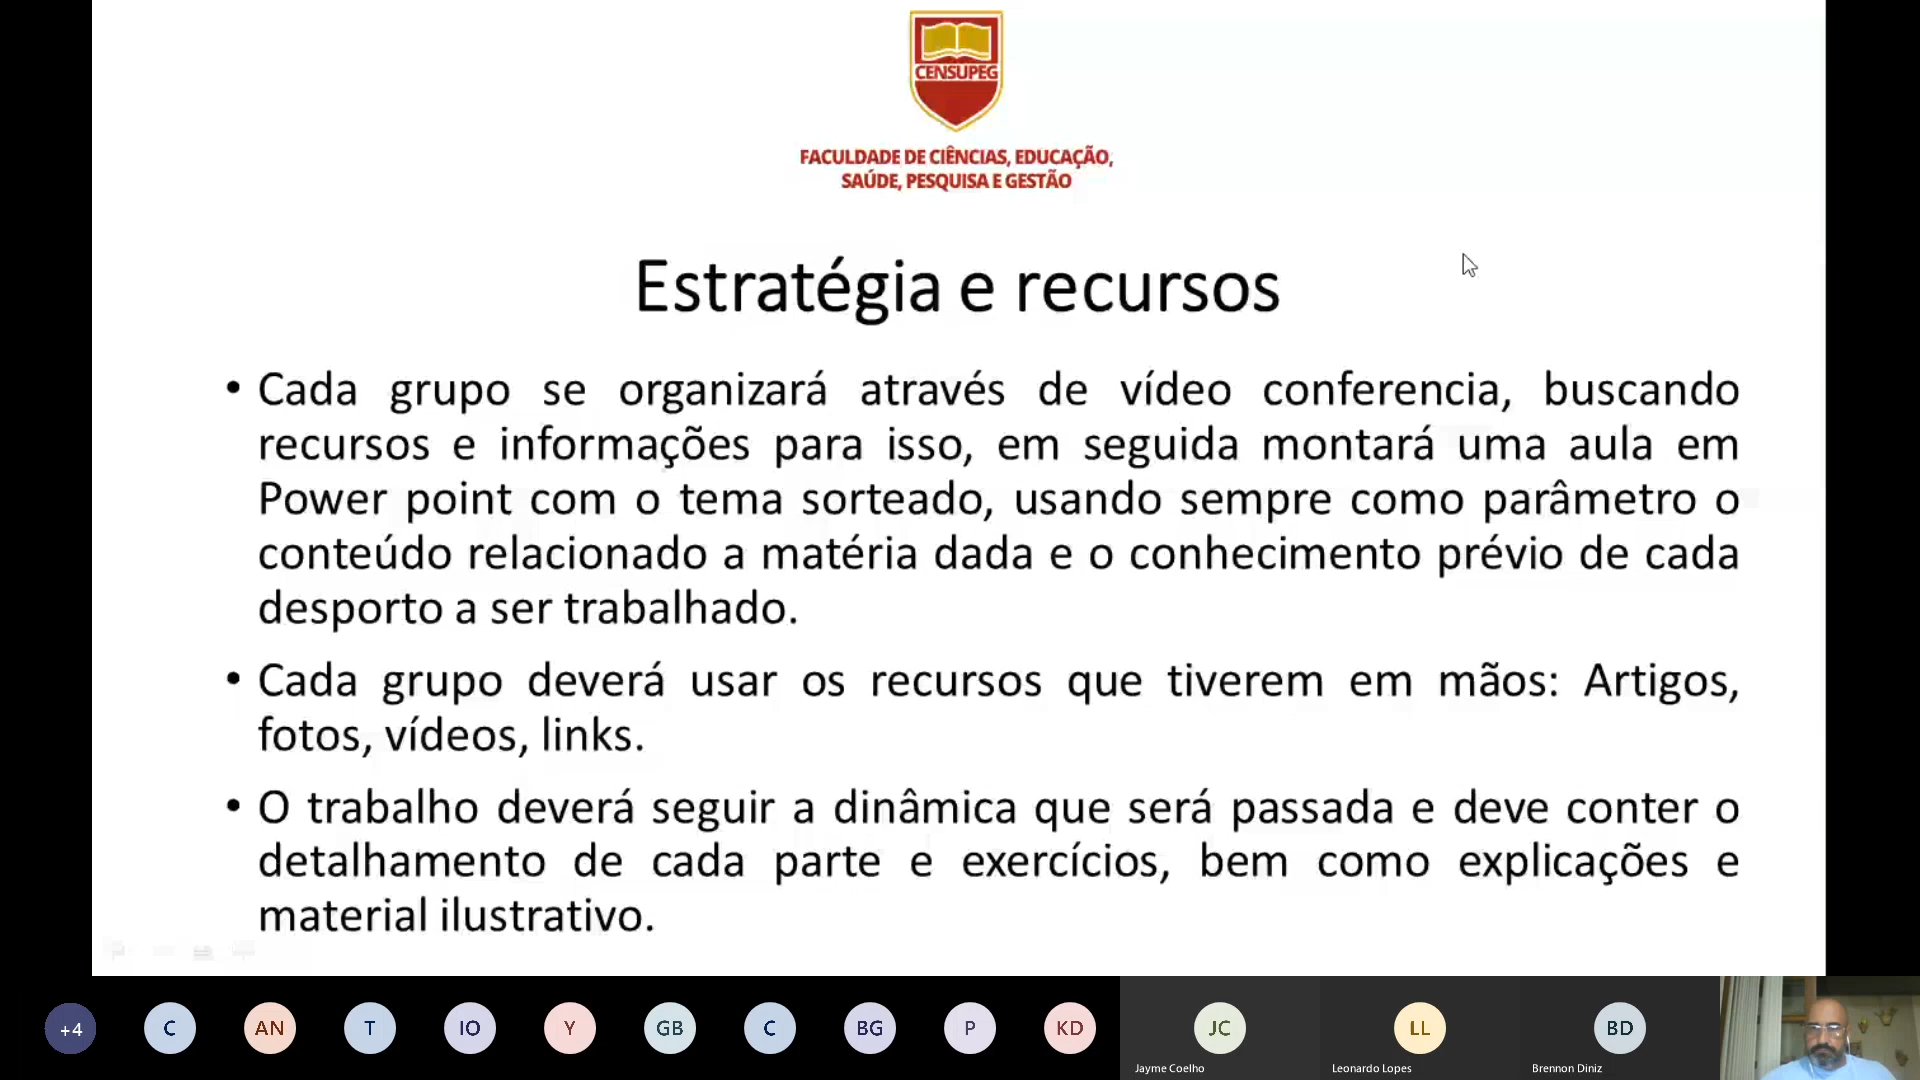 CENSUPEG
FACULDADE DE CIÊNCIAS, EDUCAÇÃO,
SAÚDE, PESQUISA E GESTÃO
Estratégia e recursos
• Cada grupo se organizará através de vídeo conferencia, buscando
recursos e informações para isso, em seguida montará uma aula em
Power point com o tema sorteado, usando sempre como parâmetro o
conteúdo relacionado a matéria dada e o conhecimento prévio de cada
desporto a ser trabalhado.
• Cada grupo deverá usar os recursos que tiverem em mãos: Artigos,
fotos, vídeos, links.
• O trabalho deverá seguir a dinâmica que será passada e deve conter o
detalhamento de cada parte e exercícios, bem como explicações e
material ilustrativo.
+4 C AN T IO Y GB C BG P KD JC LL BD
Jayme Coelho Leonardo Lopes Brennon Diniz